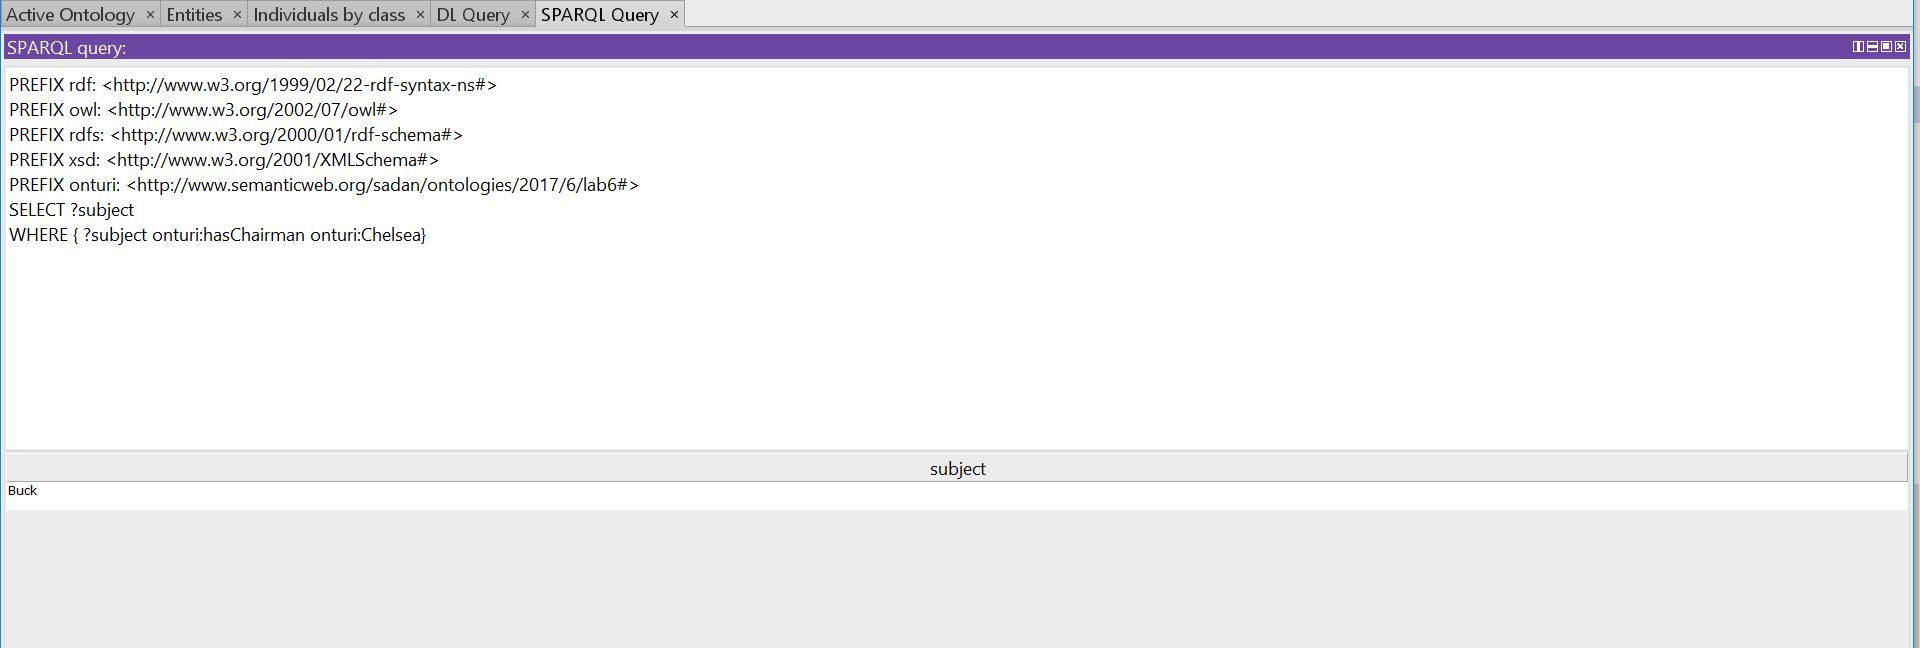 Active Ontology × Entities × Individuals by class × DL Query × SPARQL Query ×
SPARQL query:
PREFIX rdf: <http://www.w3.org/1999/02/22-rdf-syntax-ns#>
PREFIX owl: <http://www.w3.org/2002/07/owl#>
PREFIX rdfs: <http://www.w3.org/2000/01/rdf-schema#>
PREFIX xsd: <http://www.w3.org/2001/XMLSchema#>
PREFIX onturi: <http://www.semanticweb.org/sadan/ontologies/2017/6/lab6#>
SELECT ?subject
WHERE { ?subject onturi:hasChairman onturi:Chelsea}
subject
Buck